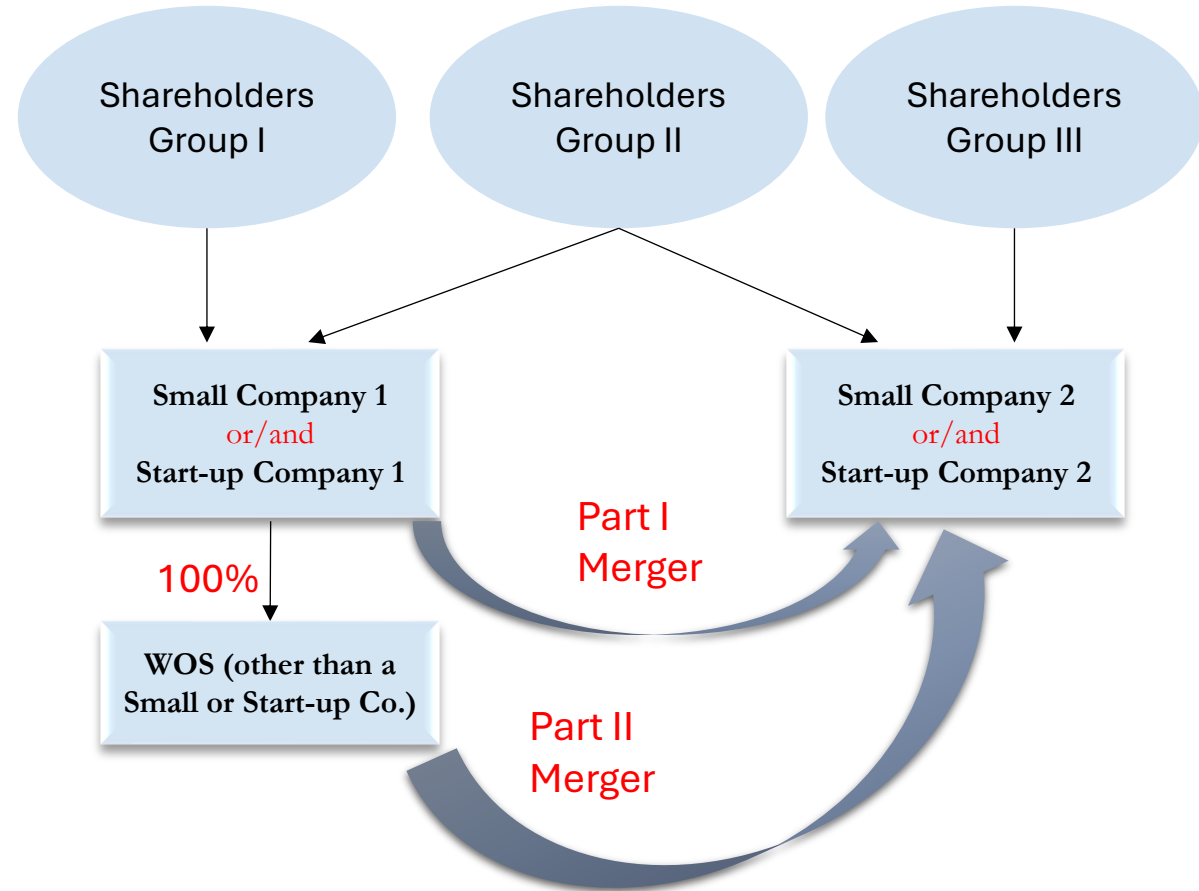 Shareholders
Group I
Shareholders
Group II
Shareholders
Group III
Small Company 1
or/and
Start-up Company 1
Small Company 2
or/and
Start-up Company 2
Part I
Merger
100%
WOS (other than a
Small or Start-up Co.)
Part II
Merger